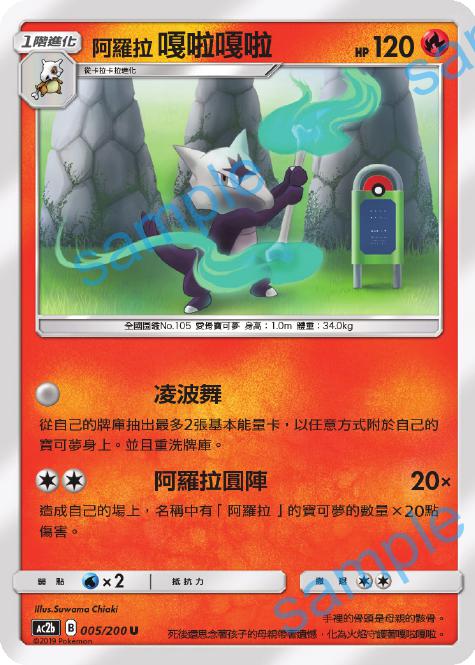 1階進化
阿羅拉 嘎啦嘎啦
HP 120
從卡拉卡拉進化
全國圖鑑No.105 愛骨寶可夢 身高：1.0m 體重：34.0kg
凌波舞
從自己的牌庫抽出最多2張基本能量卡，以任意方式附於自己的
寶可夢身上。並且重洗牌庫。
阿羅拉圓陣 20×
造成自己的場上，名稱中有「阿羅拉」的寶可夢的數量×20點
傷害。
弱點 ×2 抵抗力 撤退
Illus.Suwama Chiaki
AC2b B 005/200 U
©2019 Pokémon
手裡的骨頭是母親的骸骨。
死後還思念著孩子的母親帶著遺憾，化為火焰守護著嘎啦嘎啦。
sample
sample
sample
sample